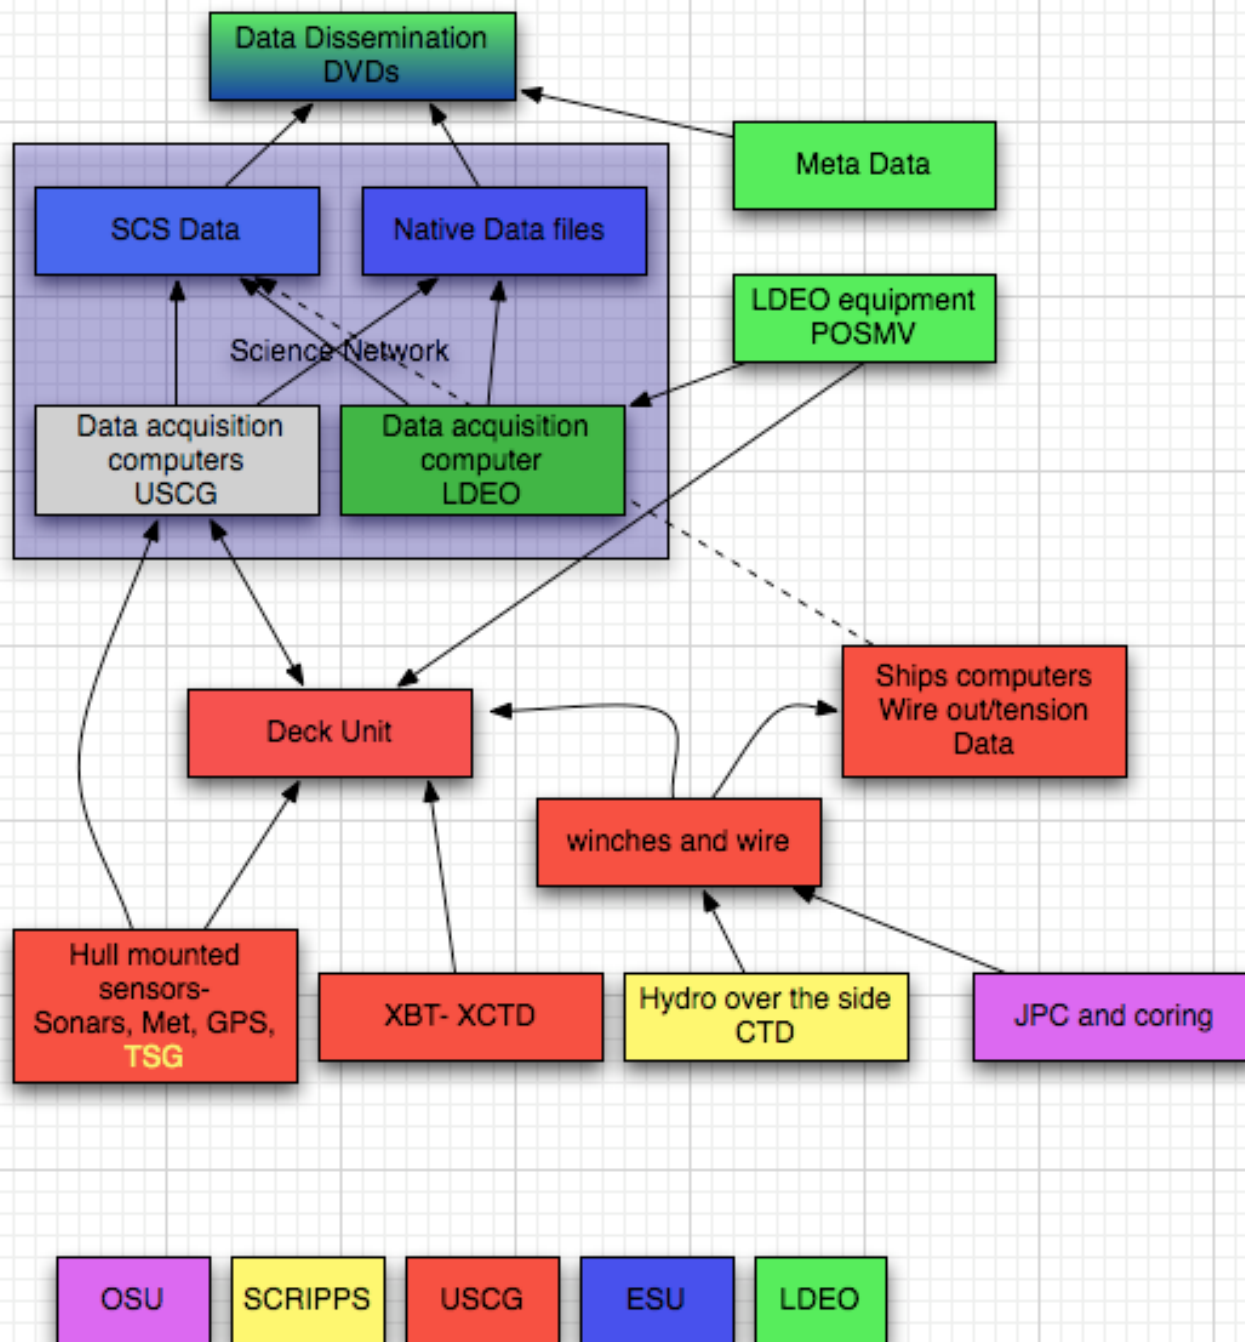 Data Dissemination
DVDs
Meta Data
SCS Data
Native Data files
LDEO equipment
POSMV
Science Network
Data acquisition
computers
USCG
Data acquisition
computer
LDEO
Ships computers
Wire out/tension
Data
Deck Unit
winches and wire
Hull mounted
sensors-
Sonars, Met, GPS,
TSG
XBT- XCTD
Hydro over the side
CTD
JPC and coring
OSU
SCRIPPS
USCG
ESU
LDEO